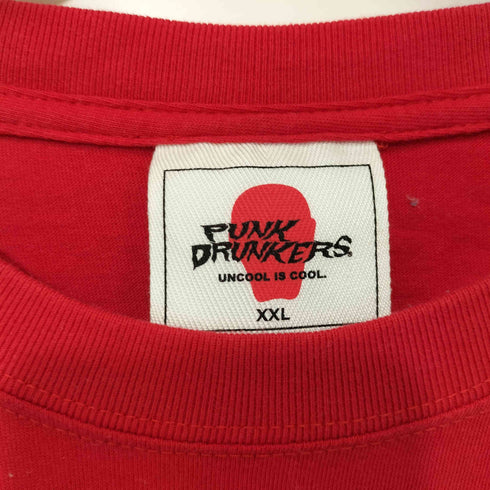 PUNK
DRUNKERS®
UNCOOL IS COOL.
XXL